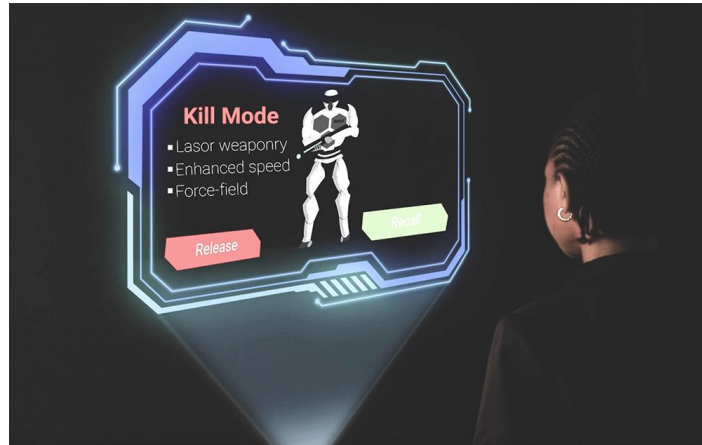 Kill Mode
▪Lasor weaponry
▪Enhanced speed
▪Force-field
Release
Recall